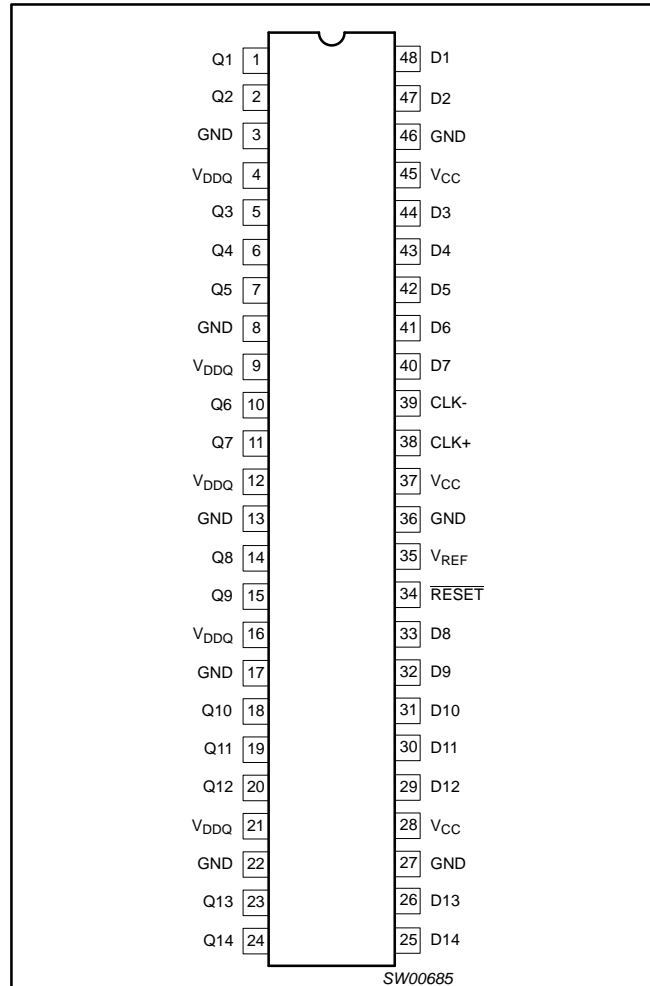 Q1 1 48 D1
Q2 2 47 D2
GND 3 46 GND
VDDQ 4 45 VCC
Q3 5 44 D3
Q4 6 43 D4
Q5 7 42 D5
GND 8 41 D6
VDDQ 9 40 D7
Q6 10 39 CLK-
Q7 11 38 CLK+
VDDQ 12 37 VCC
GND 13 36 GND
Q8 14 35 VREF
Q9 15 34 RESET
VDDQ 16 33 D8
GND 17 32 D9
Q10 18 31 D10
Q11 19 30 D11
Q12 20 29 D12
VDDQ 21 28 VCC
GND 22 27 GND
Q13 23 26 D13
Q14 24 25 D14
SW00685